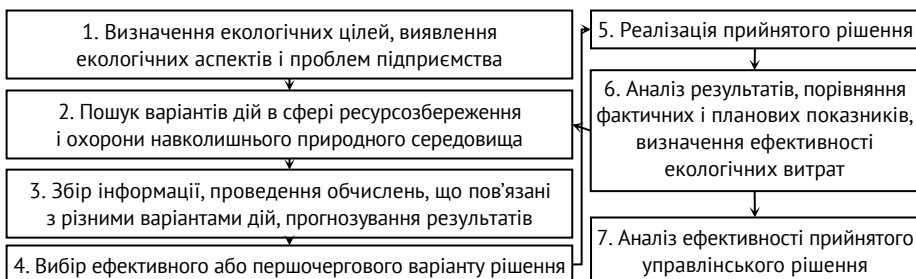 1. Визначення екологічних цілей, виявлення
екологічних аспектів і проблем підприємства
2. Пошук варіантів дій в сфері ресурсозбереження
і охорони навколишнього природного середовища
3. Збір інформації, проведення обчислень, що пов’язані
з різними варіантами дій, прогнозування результатів
4. Вибір ефективного або першочергового варіанту рішення
5. Реалізація прийнятого рішення
6. Аналіз результатів, порівняння
фактичних і планових показників,
визначення ефективності
екологічних витрат
7. Аналіз ефективності прийнятого
управлінського рішення